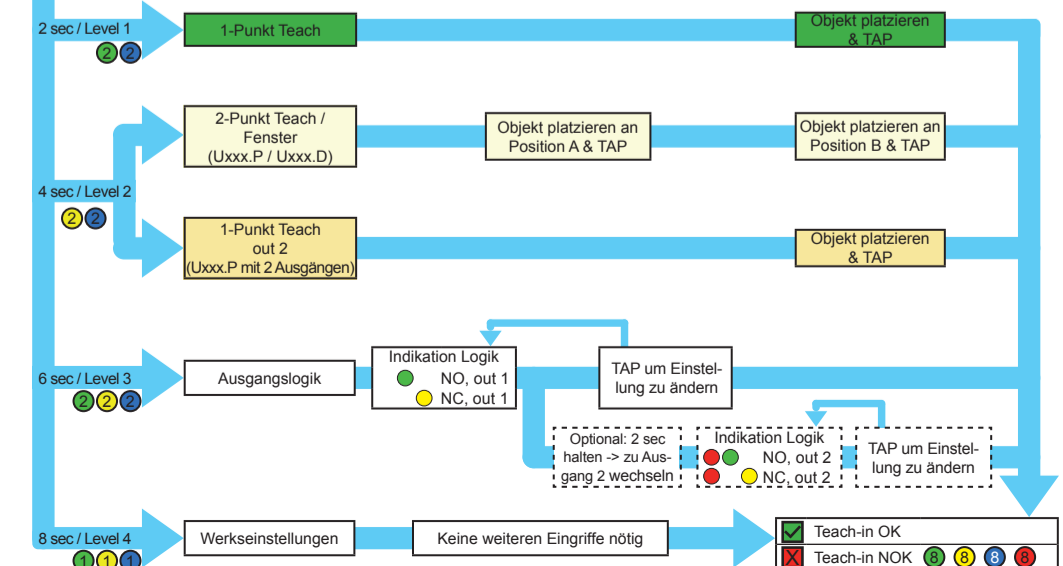 2 sec / Level 1
2 2
1-Punkt Teach
Objekt platzieren
& TAP
4 sec / Level 2
2 2
2-Punkt Teach /
Fenster
(Uxxx.P / Uxxx.D)
Objekt platzieren an
Position A & TAP
Objekt platzieren an
Position B & TAP
1-Punkt Teach
out 2
(Uxxx.P mit 2 Ausgängen)
Objekt platzieren
& TAP
6 sec / Level 3
2 2 2
Ausgangslogik
Indikation Logik
NO, out 1
NC, out 1
TAP um Einstel-
lung zu ändern
Optional: 2 sec
halten -> zu Aus-
gang 2 wechseln
Indikation Logik
NO, out 2
NC, out 2
TAP um Einstel-
lung zu ändern
8 sec / Level 4
1 1 1
Werkseinstellungen
Keine weiteren Eingriffe nötig
Teach-in OK
Teach-in NOK 8 8 8 8